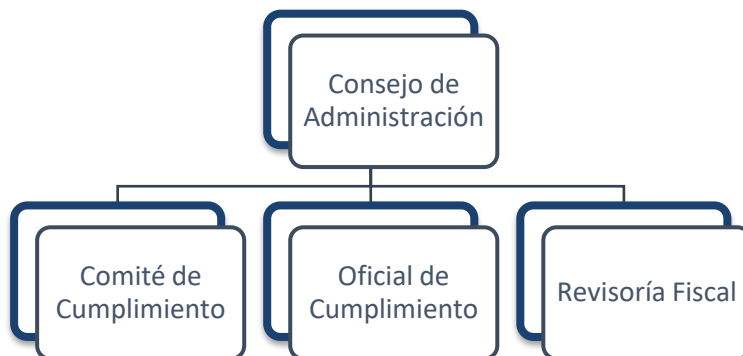 Consejo de
Administración
Comité de
Cumplimiento
Oficial de
Cumplimiento
Revisoría Fiscal